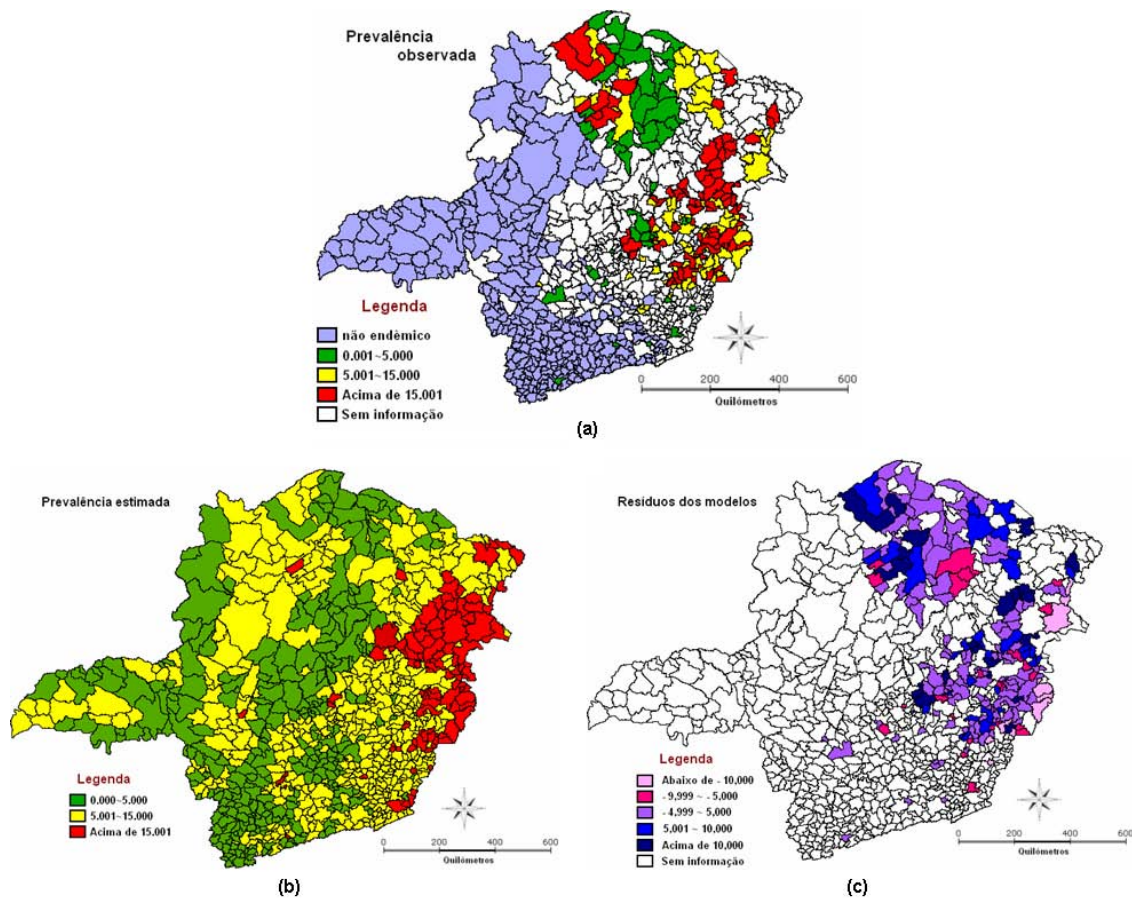 Prevalência
observada
Legenda
não endêmico
0.001~5.000
5.001~15.000
Acima de 15.001
Sem informação
0 200 400 600
Quilómetros
(a)
Prevalência estimada
Legenda
0.000~5.000
5.001~15.000
Acima de 15.001
0 200 400 600
Quilómetros
(b)
Resíduos dos modelos
Legenda
Abaixo de - 10,000
- 9,999 ~ - 5,000
- 4,999 ~ 5,000
5,001 ~ 10,000
Acima de 10,000
Sem informação
0 200 400 600
Quilómetros
(c)